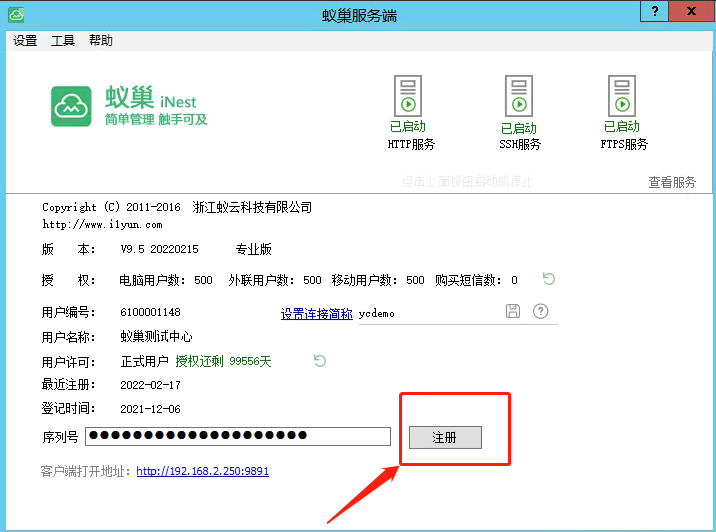 蚁巢服务端
? x
设置 工具 帮助
蚁巢 iNest
简单管理 触手可及
已启动 已启动 已启动
HTTP服务 SSH服务 FTPS服务
点击上面按钮启动或停止 查看服务
Copyright (C) 2011-2016 浙江蚁云科技有限公司
http://www.i1yun.com
版 本： V9.5 20220215 专业版
授 权： 电脑用户数：500 外联用户数：500 移动用户数：500 购买短信数：0
用户编号： 6100001148 设置连接简称 ycdemo ?
用户名称： 蚁巢测试中心
用户许可： 正式用户 授权还剩 99556天
最近注册： 2022-02-17
登记时间： 2021-12-06
序列号 ●●●●●●●●●●●●●●●●●●●● 注册
客户端打开地址：http://192.168.2.250:9891